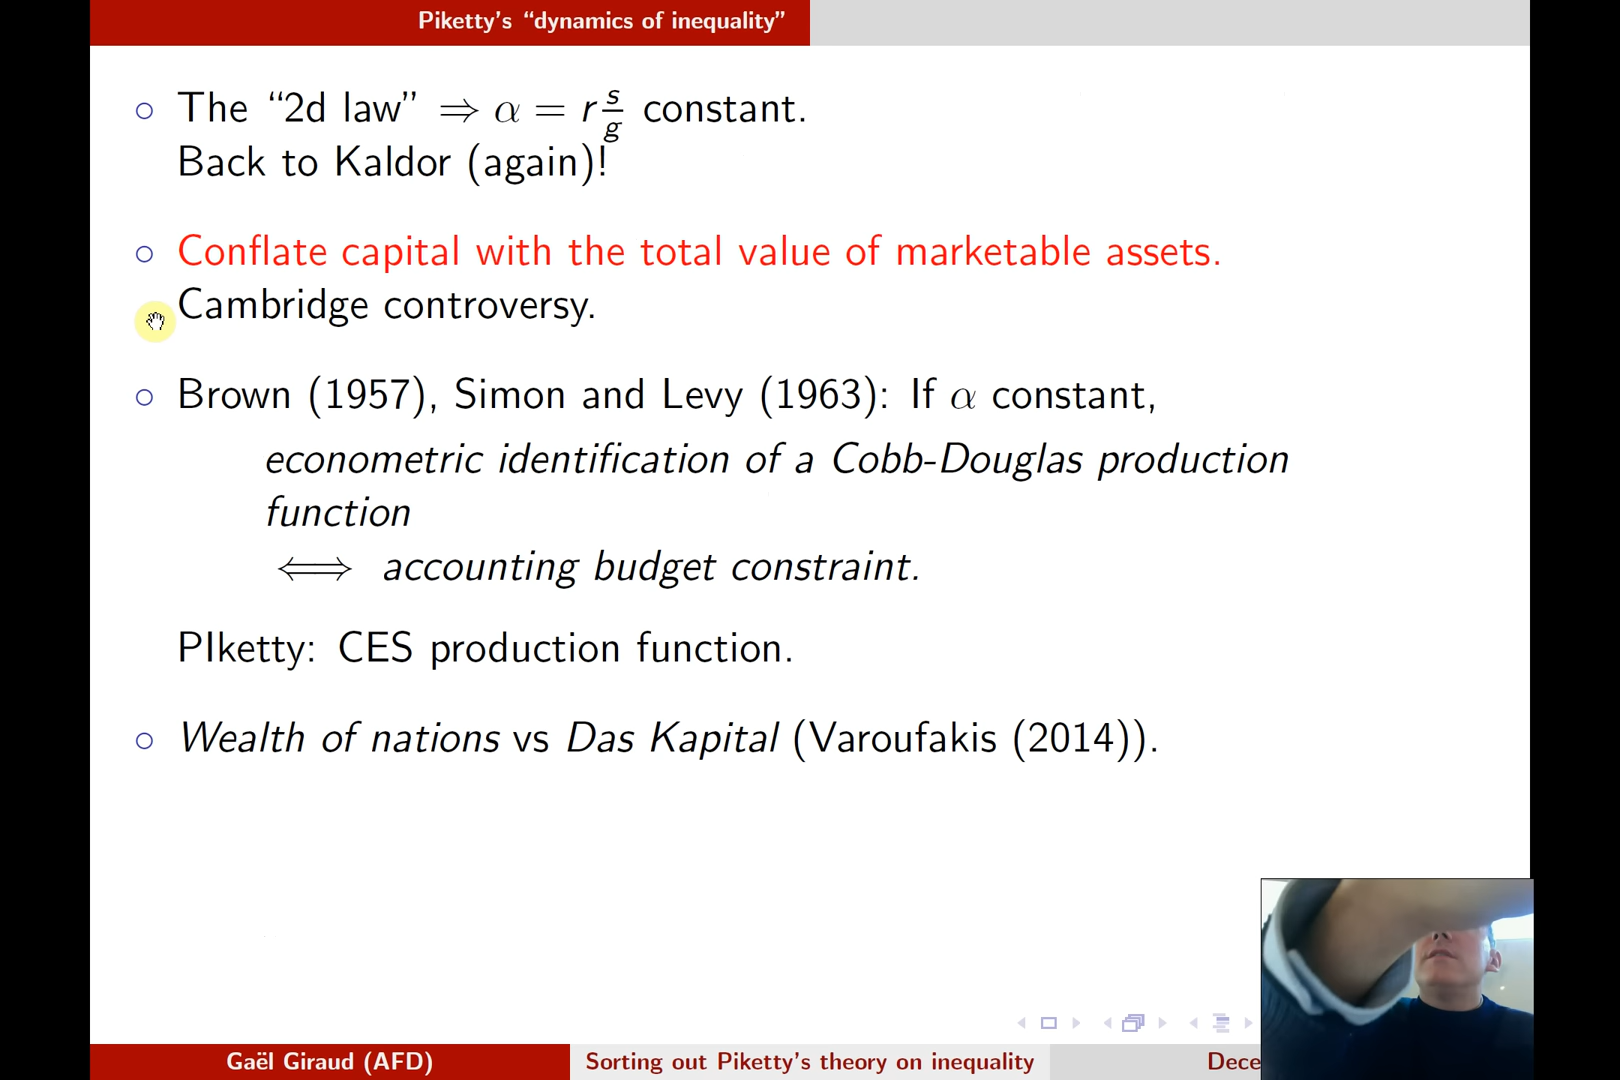 Piketty's “dynamics of inequality”
The “2d law” ⇒ α = r s/g constant.
Back to Kaldor (again)!
Conflate capital with the total value of marketable assets.
Cambridge controversy.
Brown (1957), Simon and Levy (1963): If α constant,
econometric identification of a Cobb-Douglas production
function
⟺ accounting budget constraint.
PIketty: CES production function.
Wealth of nations vs Das Kapital (Varoufakis (2014)).
Gaël Giraud (AFD)
Sorting out Piketty's theory on inequality
Dece